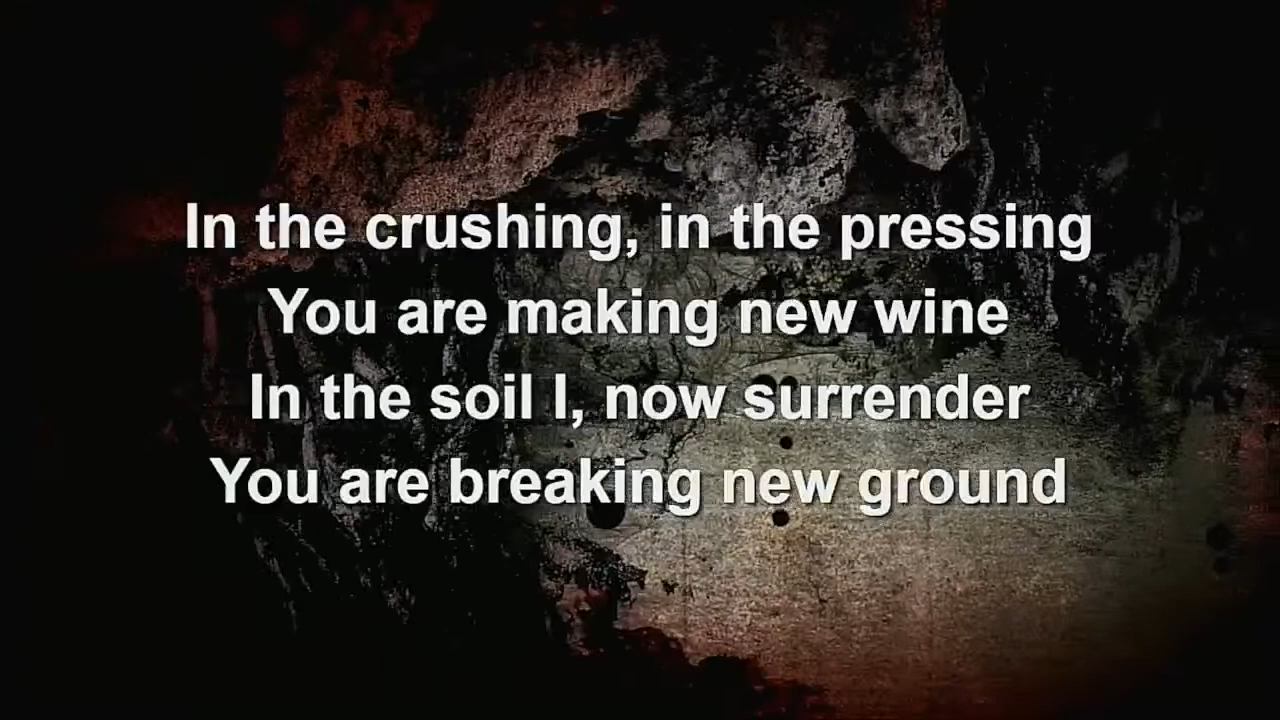 In the crushing, in the pressing
You are making new wine
In the soil I, now surrender
You are breaking new ground